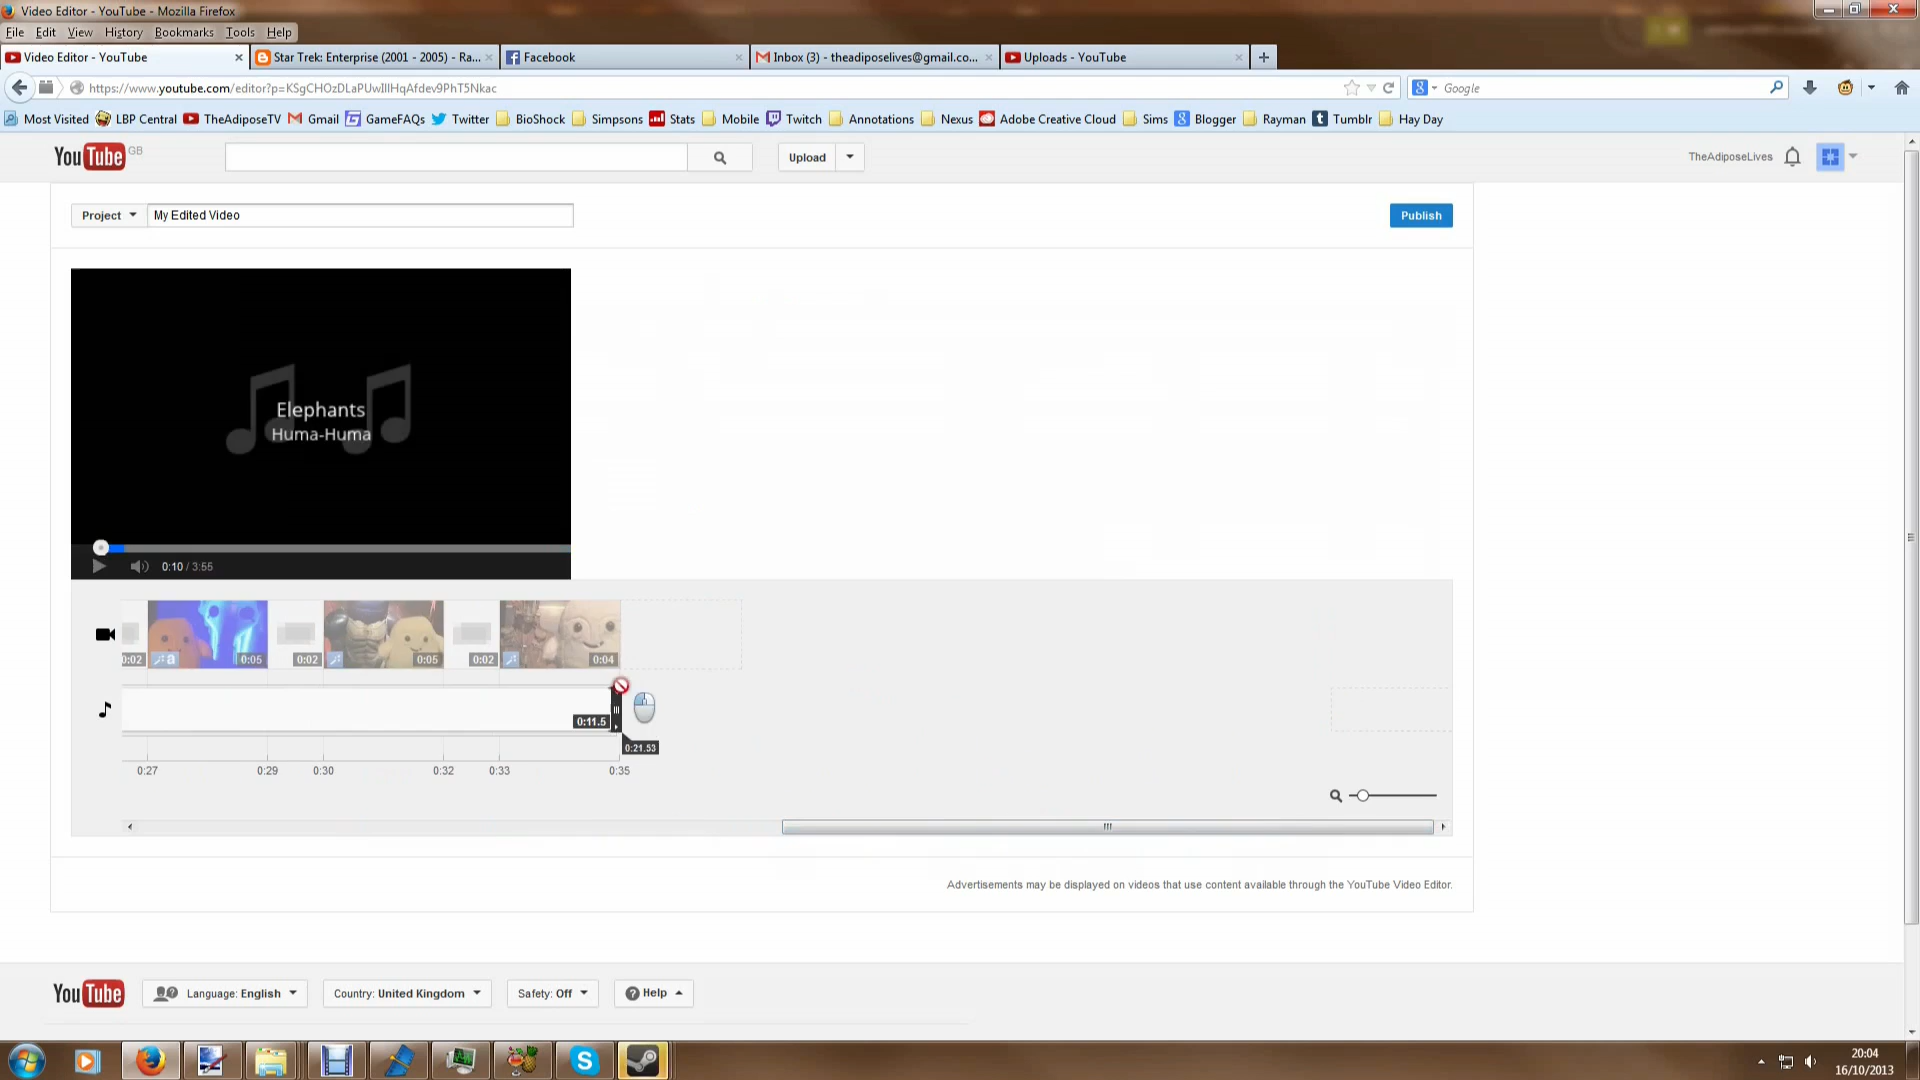 Video Editor - YouTube - Mozilla Firefox
File Edit View History Bookmarks Tools Help
Video Editor - YouTube
Star Trek: Enterprise (2001 - 2005) - Ra...
Facebook
Inbox (3) - theadiposelives@gmail.co...
Uploads - YouTube
https://www.youtube.com/editor?p=KSgCHOzDLaPUwIllHqAfdev9PhT5Nkac
Google
Most Visited LBP Central TheAdiposeTV Gmail GameFAQs Twitter BioShock Simpsons Stats Mobile Twitch Annotations Nexus Adobe Creative Cloud Sims Blogger Rayman Tumblr Hay Day
YouTube GB
Upload
TheAdiposeLives
Project
My Edited Video
Publish
Elephants
Huma-Huma
0:10 / 3:55
0:02 a 0:05 0:02 0:05 0:02 0:04
0:11.5
0:21.53
0:27 0:29 0:30 0:32 0:33 0:35
Advertisements may be displayed on videos that use content available through the YouTube Video Editor.
YouTube
Language: English
Country: United Kingdom
Safety: Off
Help
20:04
16/10/2013